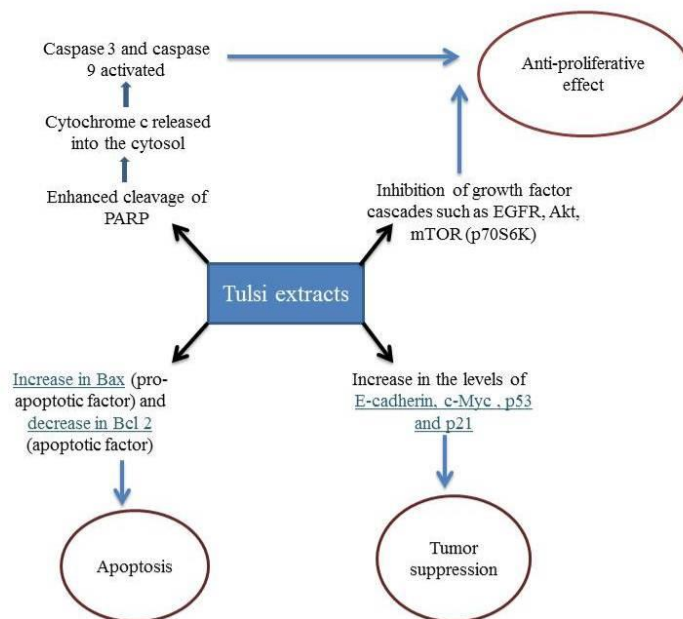 Caspase 3 and caspase
9 activated
Anti-proliferative
effect
Cytochrome c released
into the cytosol
Enhanced cleavage of
PARP
Inhibition of growth factor
cascades such as EGFR, Akt,
mTOR (p70S6K)
Tulsi extracts
Increase in Bax (pro-
apoptotic factor) and
decrease in Bcl 2
(apoptotic factor)
Increase in the levels of
E-cadherin, c-Myc , p53
and p21
Apoptosis
Tumor
suppression